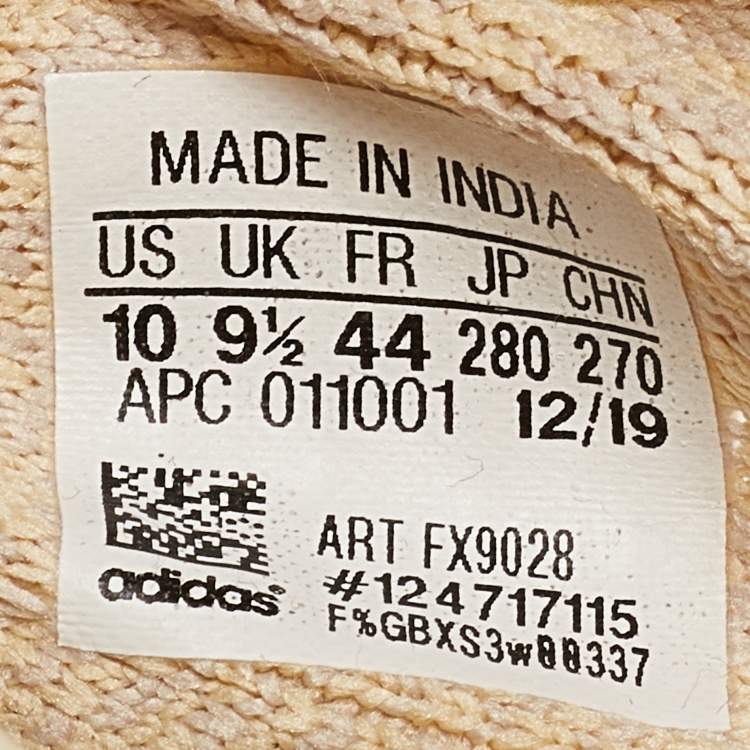 MADE IN INDIA
US UK FR JP CHN
10 9½ 44 280 270
APC 011001 12/19
ART FX9028
adidas #124717115
F%GBXS3w00337